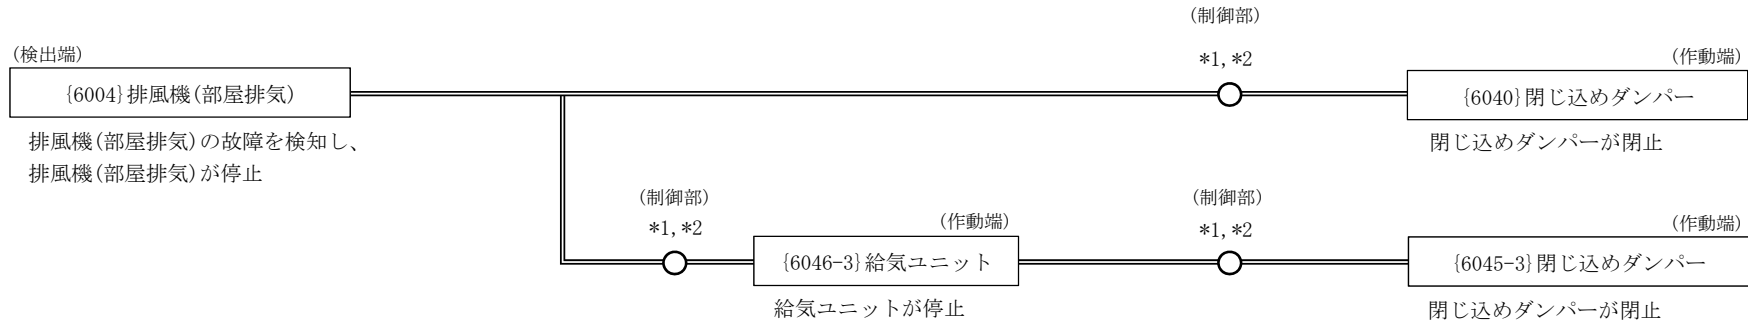 (制御部)
(検出端)
*1,*2
(作動端)
{6004}排風機(部屋排気)
{6040}閉じ込めダンパー
排風機(部屋排気)の故障を検知し、
排風機(部屋排気)が停止
閉じ込めダンパーが閉止
(制御部)
*1,*2
(作動端)
(制御部)
*1,*2
(作動端)
{6046-3}給気ユニット
{6045-3}閉じ込めダンパー
給気ユニットが停止
閉じ込めダンパーが閉止